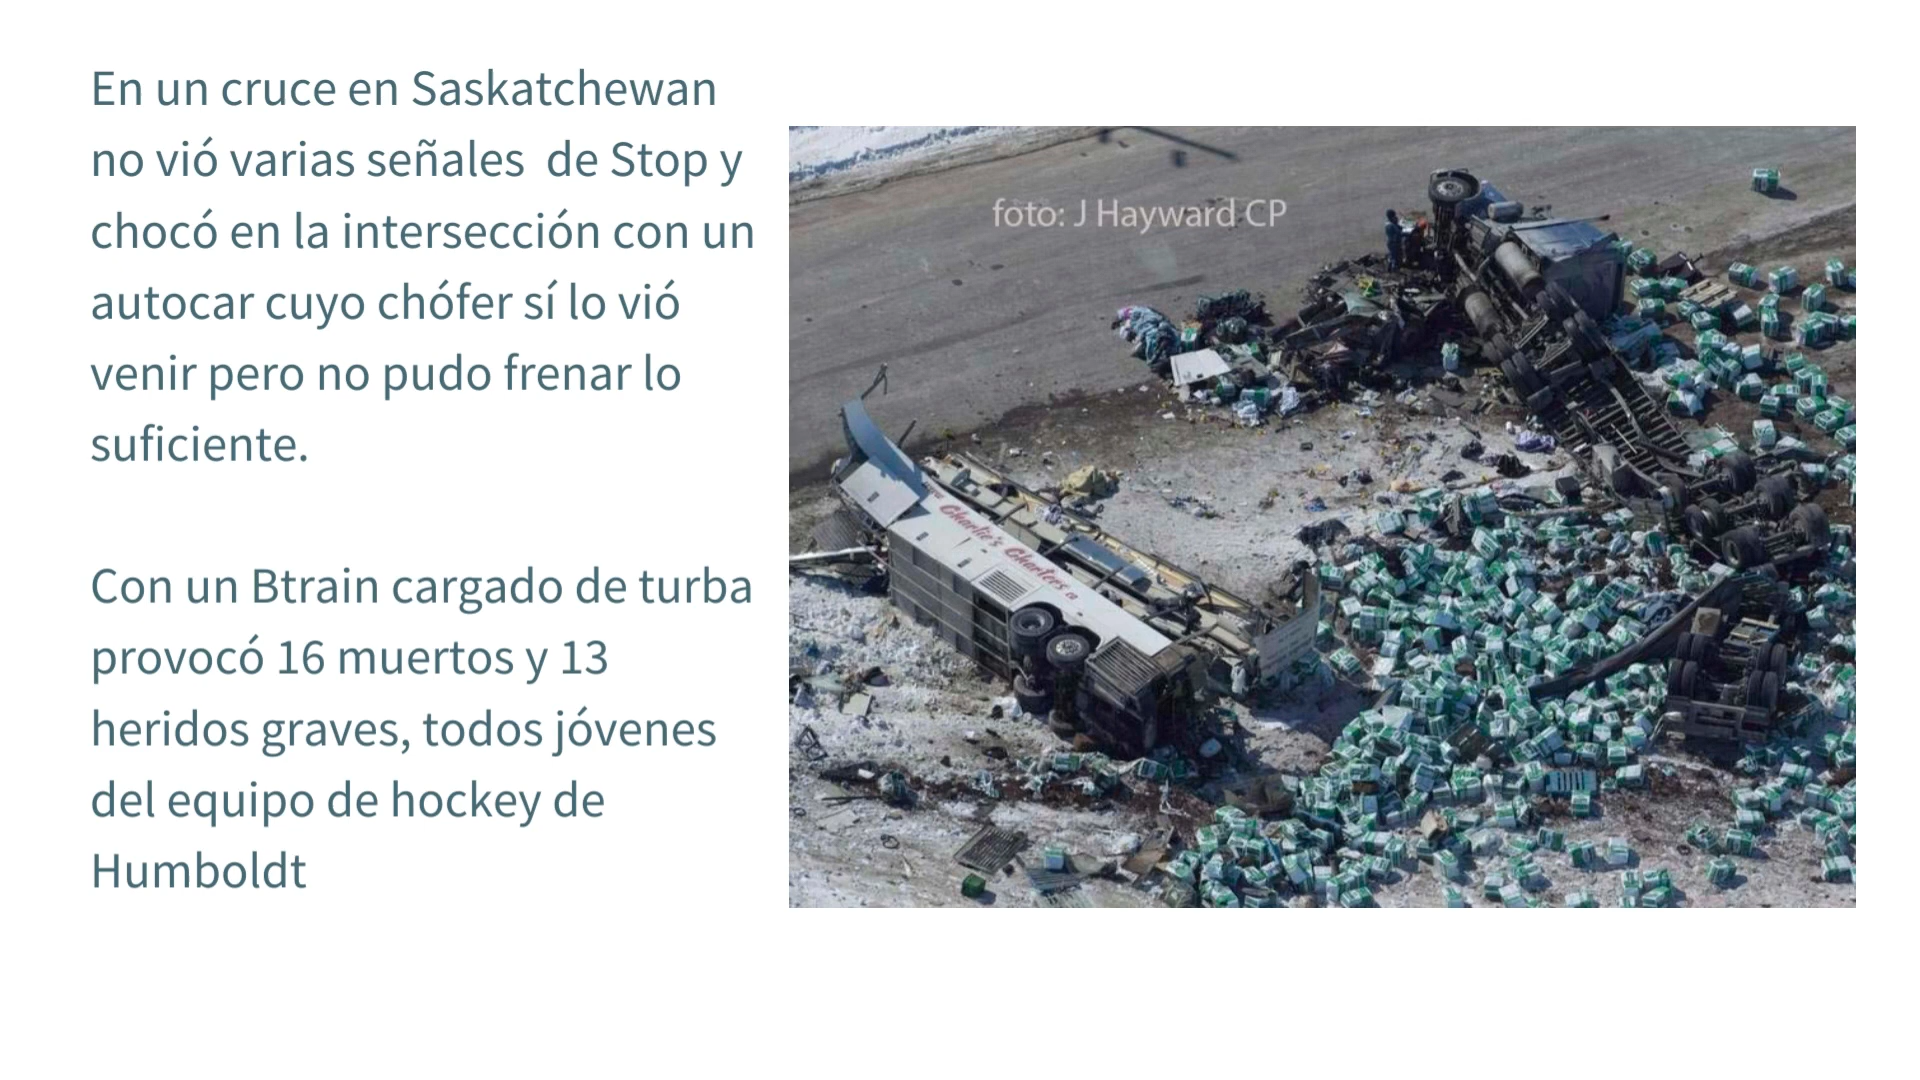 En un cruce en Saskatchewan
no vió varias señales  de Stop y
chocó en la intersección con un
autocar cuyo chófer sí lo vió
venir pero no pudo frenar lo
suficiente.
Con un Btrain cargado de turba
provocó 16 muertos y 13
heridos graves, todos jóvenes
del equipo de hockey de
Humboldt
foto: J Hayward CP
Charlie's Charters